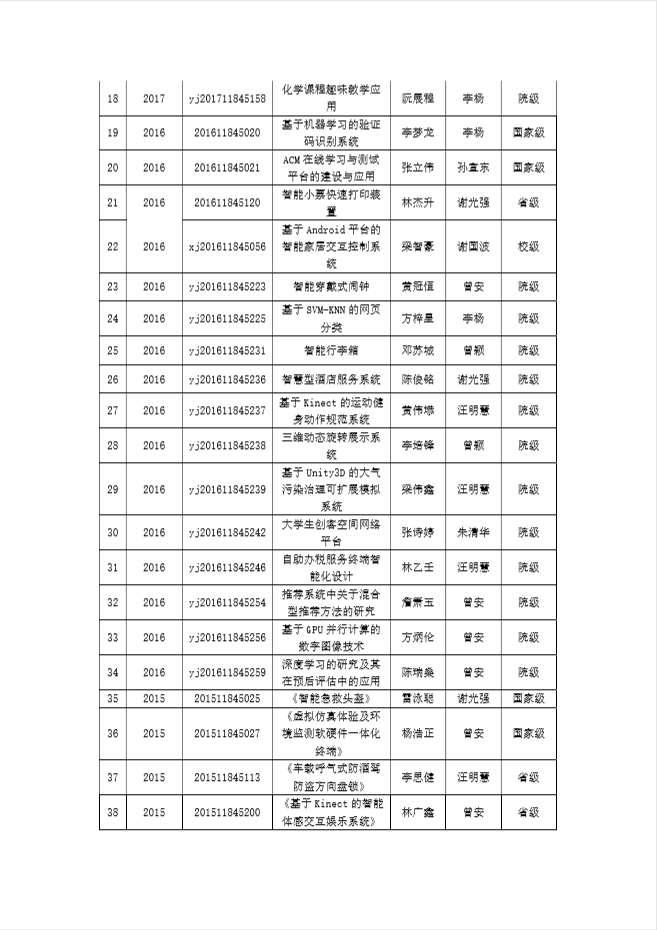 18 2017 yj201711845158 化学课程趣味教学应用 阮展程 李杨 院级
19 2016 201611845020 基于机器学习的验证码识别系统 李梦龙 李杨 国家级
20 2016 201611845021 ACM在线学习与测试平台的建设与应用 张立伟 孙宣东 国家级
21 2016 201611845120 智能小票快速打印装置 林杰升 谢光强 省级
22 2016 xj201611845056 基于Android平台的智能家居交互控制系统 梁智豪 谢国波 校级
23 2016 yj201611845223 智能穿戴式闹钟 黄冠恒 曾安 院级
24 2016 yj201611845225 基于SVM-KNN的网页分类 方梓星 李杨 院级
25 2016 yj201611845231 智能行李箱 邓苏城 曾颖 院级
26 2016 yj201611845236 智慧型酒店服务系统 陈俊铭 谢光强 院级
27 2016 yj201611845237 基于Kinect的运动健身动作规范系统 黄伟 汪明慧 院级
28 2016 yj201611845238 三维动态旋转展示系统 李培锋 曾颖 院级
29 2016 yj201611845239 基于Unity3D的大气污染治理可扩展模拟系统 梁伟鑫 汪明慧 院级
30 2016 yj201611845242 大学生创客空间网络平台 张诗婷 朱清华 院级
31 2016 yj201611845246 自助办税服务终端智能化设计 林乙壬 汪明慧 院级
32 2016 yj201611845254 推荐系统中关于混合型推荐方法的研究 詹萧玉 曾安 院级
33 2016 yj201611845256 基于GPU并行计算的数字图像技术 方炳伦 曾安 院级
34 2016 yj201611845259 深度学习的研究及其在预后评估中的应用 陈瑞燊 曾安 院级
35 2015 201511845025 《智能急救头盔》 雷泳聪 谢光强 国家级
36 2015 201511845027 《虚拟仿真体验及环境监测软硬件一体化终端》 杨浩正 曾安 国家级
37 2015 201511845113 《车载呼气式防酒驾防盗方向盘锁》 李思健 汪明慧 省级
38 2015 201511845200 《基于Kinect的智能体感交互娱乐系统》 林广鑫 曾安 省级